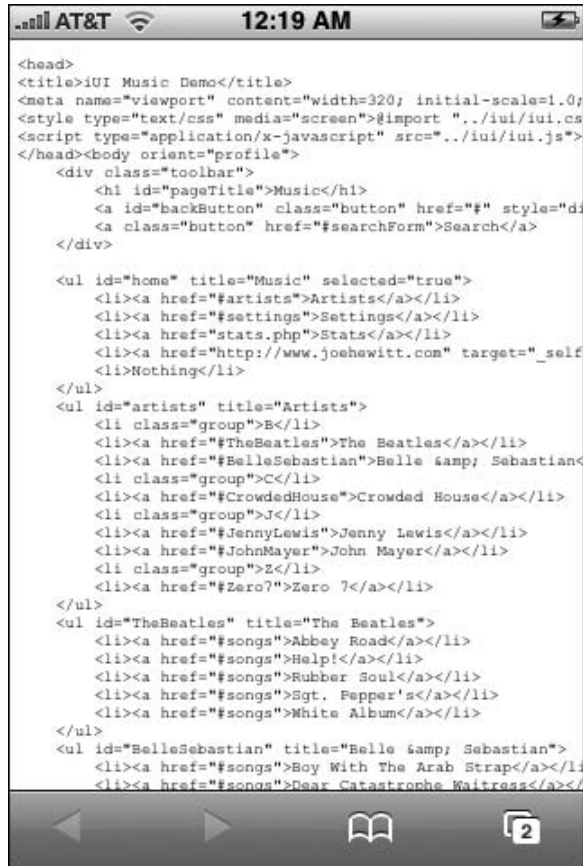 AT&T 12:19 AM
<head>
<title>iUI Music Demo</title>
<meta name="viewport" content="width=320; initial-scale=1.0;
<style type="text/css" media="screen">@import "../iui/iui.cs
<script type="application/x-javascript" src="../iui/iui.js">
</head><body orient="profile">
    <div class="toolbar">
        <h1 id="pageTitle">Music</h1>
        <a id="backButton" class="button" href="#" style="di
        <a class="button" href="#searchForm">Search</a>
    </div>

    <ul id="home" title="Music" selected="true">
        <li><a href="#artists">Artists</a></li>
        <li><a href="#settings">Settings</a></li>
        <li><a href="stats.php">Stats</a></li>
        <li><a href="http://www.joehewitt.com" target="_self
        <li>Nothing</li>
    </ul>
    <ul id="artists" title="Artists">
        <li class="group">B</li>
        <li><a href="#TheBeatles">The Beatles</a></li>
        <li><a href="#BelleSebastian">Belle &amp; Sebastian<
        <li class="group">C</li>
        <li><a href="#CrowdedHouse">Crowded House</a></li>
        <li class="group">J</li>
        <li><a href="#JennyLewis">Jenny Lewis</a></li>
        <li><a href="#JohnMayer">John Mayer</a></li>
        <li class="group">Z</li>
        <li><a href="#Zero7">Zero 7</a></li>
    </ul>
    <ul id="TheBeatles" title="The Beatles">
        <li><a href="#songs">Abbey Road</a></li>
        <li><a href="#songs">Help!</a></li>
        <li><a href="#songs">Rubber Soul</a></li>
        <li><a href="#songs">Sgt. Pepper's</a></li>
        <li><a href="#songs">White Album</a></li>
    </ul>
    <ul id="BelleSebastian" title="Belle &amp; Sebastian">
        <li><a href="#songs">Boy With The Arab Strap</a></li
        <li><a href="#songs">Dear Catastrophe Waitress</a></
2